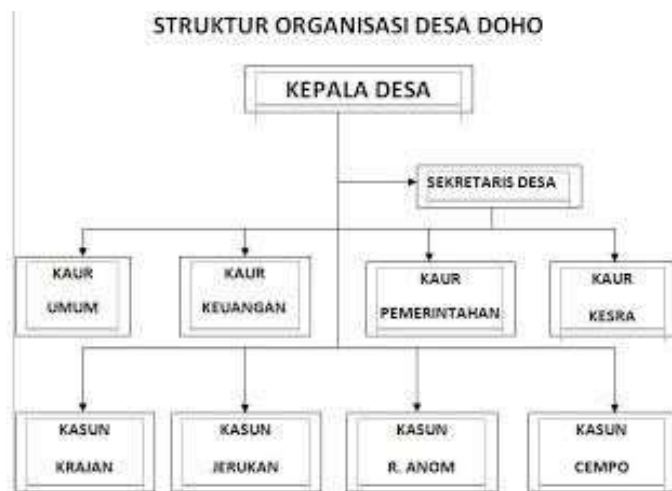 STRUKTUR ORGANISASI DESA DOHO
KEPALA DESA
SEKRETARIS DESA
KAUR
UMUM
KAUR
KEUANGAN
KAUR
PEMERINTAHAN
KAUR
KESRA
KASUN
KRAJAN
KASUN
JERUKAN
KASUN
R. ANOM
KASUN
CEMPO